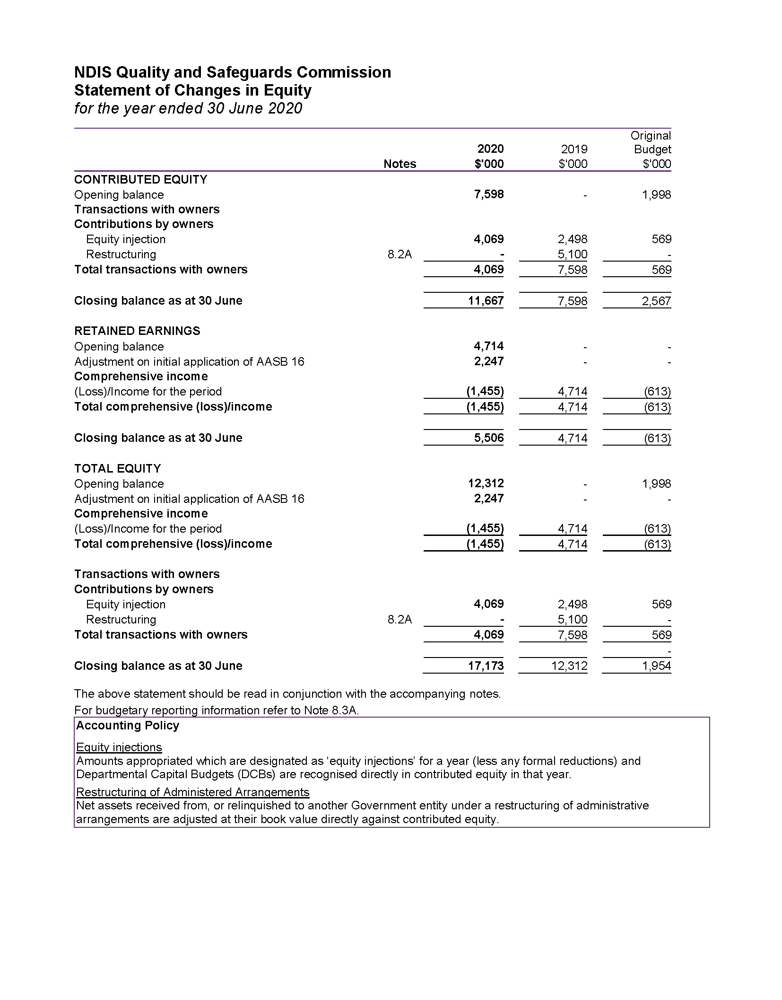 NDIS Quality and Safeguards Commission
Statement of Changes in Equity
for the year ended 30 June 2020
Original
2020 2019 Budget
Notes $'000 $'000 $'000
CONTRIBUTED EQUITY
Opening balance 7,598 - 1,998
Transactions with owners
Contributions by owners
Equity injection 4,069 2,498 569
Restructuring 8.2A - 5,100 -
Total transactions with owners 4,069 7,598 569
Closing balance as at 30 June 11,667 7,598 2,567
RETAINED EARNINGS
Opening balance 4,714 - -
Adjustment on initial application of AASB 16 2,247 - -
Comprehensive income
(Loss)/Income for the period (1,455) 4,714 (613)
Total comprehensive (loss)/income (1,455) 4,714 (613)
Closing balance as at 30 June 5,506 4,714 (613)
TOTAL EQUITY
Opening balance 12,312 - 1,998
Adjustment on initial application of AASB 16 2,247 - -
Comprehensive income
(Loss)/Income for the period (1,455) 4,714 (613)
Total comprehensive (loss)/income (1,455) 4,714 (613)
Transactions with owners
Contributions by owners
Equity injection 4,069 2,498 569
Restructuring 8.2A - 5,100 -
Total transactions with owners 4,069 7,598 569
-
Closing balance as at 30 June 17,173 12,312 1,954
The above statement should be read in conjunction with the accompanying notes.
For budgetary reporting information refer to Note 8.3A.
Accounting Policy
Equity injections
Amounts appropriated which are designated as ‘equity injections’ for a year (less any formal reductions) and
Departmental Capital Budgets (DCBs) are recognised directly in contributed equity in that year.
Restructuring of Administered Arrangements
Net assets received from, or relinquished to another Government entity under a restructuring of administrative
arrangements are adjusted at their book value directly against contributed equity.